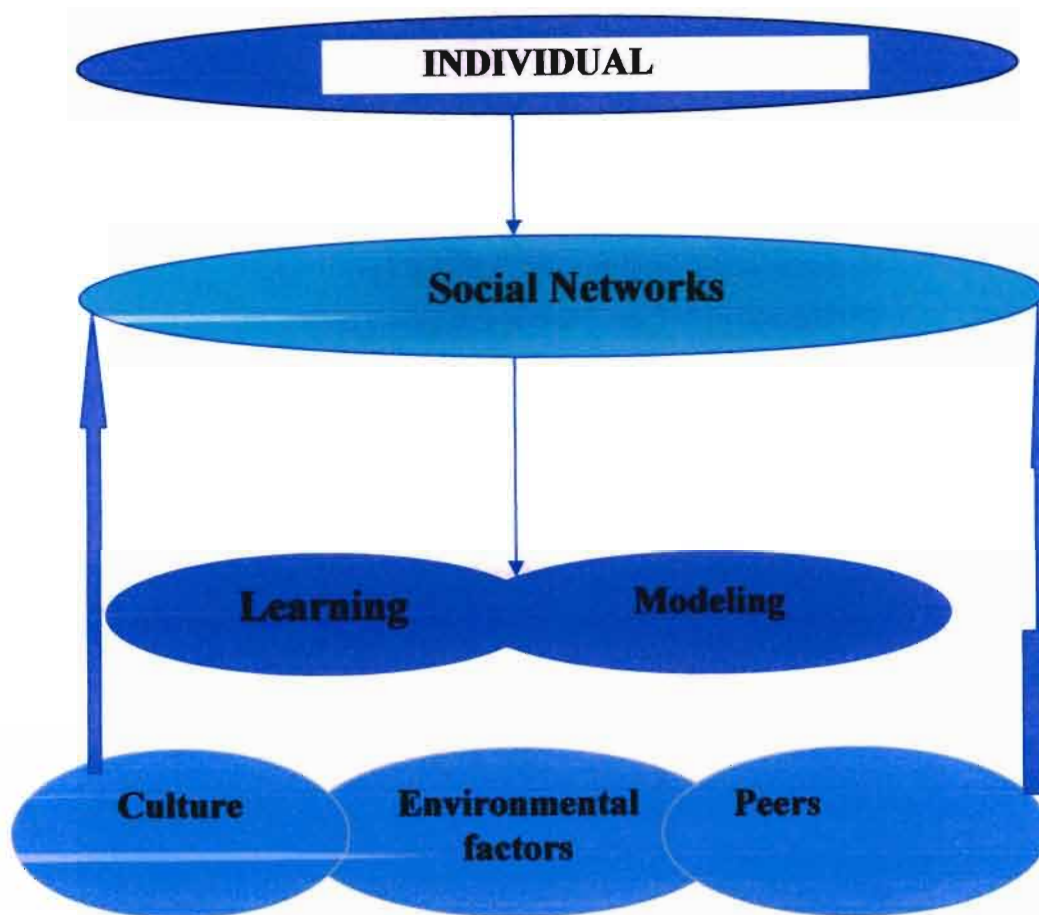 INDIVIDUAL
Social Networks
Learning
Modeling
Culture
Environmental
factors
Peers